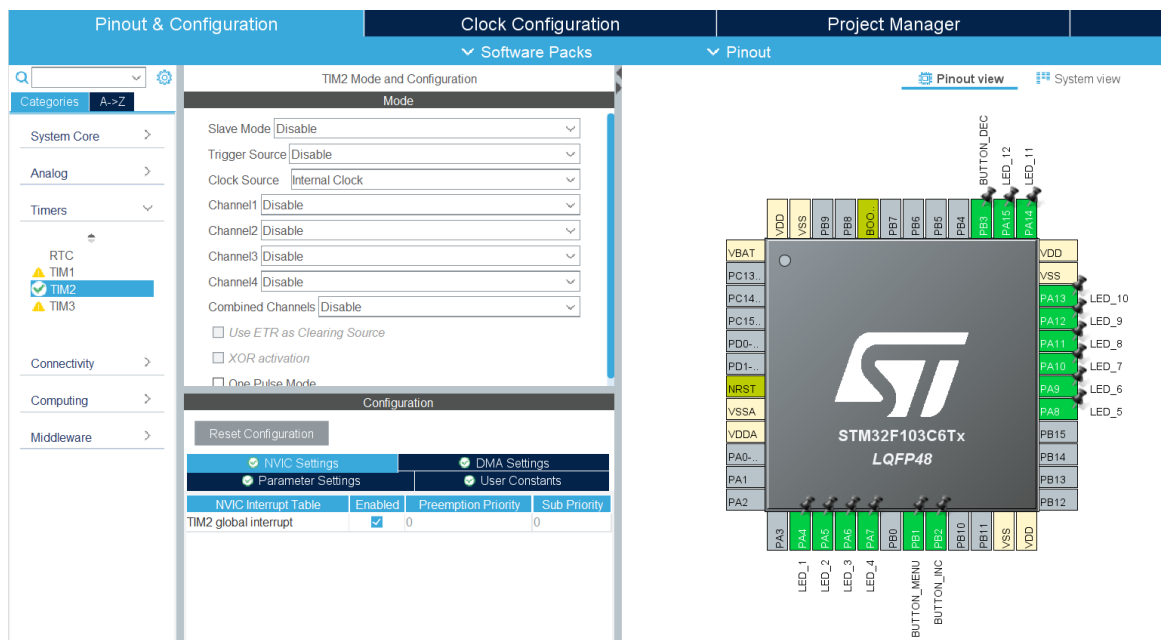 Pinout & Configuration
Clock Configuration
Project Manager
Software Packs
Pinout
Categories
A->Z
System Core
Analog
Timers
RTC
TIM1
TIM2
TIM3
Connectivity
Computing
Middleware
TIM2 Mode and Configuration
Mode
Slave Mode Disable
Trigger Source Disable
Clock Source Internal Clock
Channel1 Disable
Channel2 Disable
Channel3 Disable
Channel4 Disable
Combined Channels Disable
Use ETR as Clearing Source
XOR activation
One Pulse Mode
Configuration
Reset Configuration
NVIC Settings
DMA Settings
Parameter Settings
User Constants
NVIC Interrupt Table Enabled Preemption Priority Sub Priority
TIM2 global interrupt 0 0
Pinout view
System view
BUTTON_DEC
LED_12
LED_11
VDD
VSS
PB9
PB8
BOO..
PB7
PB6
PB5
PB4
PB3
PA15
PA14
VBAT
PC13..
PC14..
PC15..
PD0-..
PD1-..
NRST
VSSA
VDDA
PA0-..
PA1
PA2
ST
STM32F103C6Tx
LQFP48
VDD
VSS
PA13 LED_10
PA12 LED_9
PA11 LED_8
PA10 LED_7
PA9 LED_6
PA8 LED_5
PB15
PB14
PB13
PB12
PA3
PA4
PA5
PA6
PA7
PB0
PB1
PB2
PB10
PB11
VSS
VDD
LED_1
LED_2
LED_3
LED_4
BUTTON_MENU
BUTTON_INC